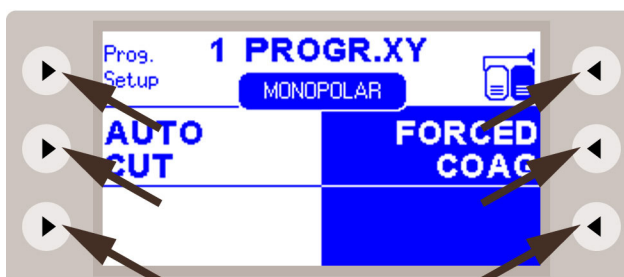 Prog. 1 PROGR.XY
Setup MONOPOLAR
AUTO FORCED
CUT COAG